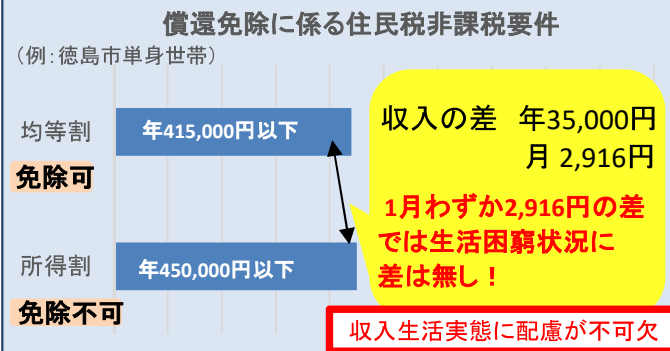 償還免除に係る住民税非課税要件
（例：徳島市単身世帯）
均等割
免除可
年415,000円以下
収入の差 年35,000円
月 2,916円
1月わずか2,916円の差
では生活困窮状況に
差は無し！
所得割
免除不可
年450,000円以下
収入生活実態に配慮が不可欠